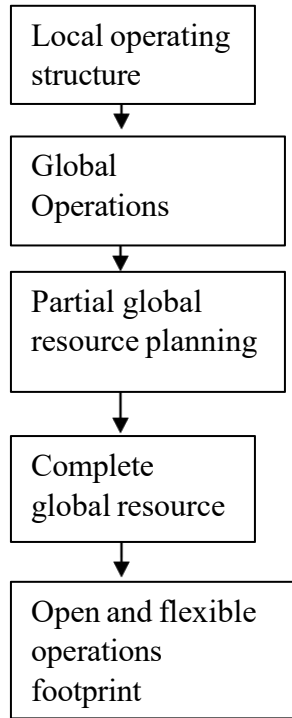 Local operating
structure
Global
Operations
Partial global
resource planning
Complete
global resource
Open and flexible
operations
footprint